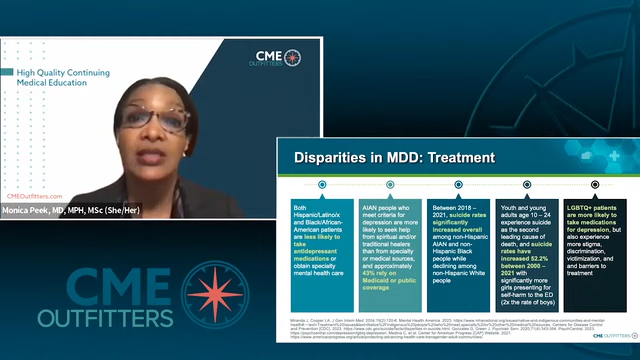 High Quality Continuing
Medical Education
CME
OUTFITTERS
CMEOutfitters.com
Monica Peek, MD, MPH, MSc (She/Her)
CME
OUTFITTERS
Disparities in MDD: Treatment
Both
Hispanic/Latino/x
and Black/African-
American patients
are less likely to
take
antidepressant
medications or
obtain specialty
mental health care
AIAN people who
meet criteria for
depression are more
likely to seek help
from spiritual and/or
traditional healers
than from specialty
or medical sources,
and approximately
43% rely on
Medicaid or public
coverage
Between 2018 -
2021, suicide rates
significantly
increased overall
among non-Hispanic
AIAN and non-
Hispanic Black
people while
declining among
non-Hispanic White
people
Youth and young
adults age 10 – 24
experience suicide as
the second
leading cause of
death, and suicide
rates have
increased 52.2%
between 2000 -
2021 with
significantly more
girls presenting for
self-harm to the ED
(2x the rate of boys)
LGBTQ+ patients
are more likely to
take medications
for depression, but
also experience
more stigma,
discrimination,
victimization, and
and barriers to
treatment
CME OUTFITTERS